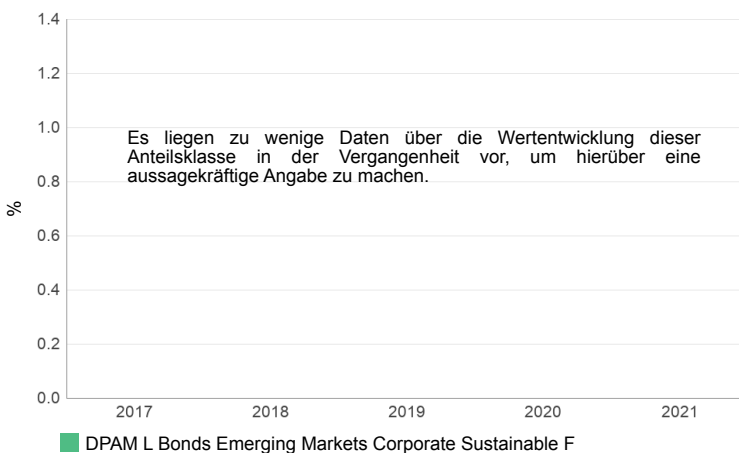 1.4
1.2
1.0
Es liegen zu wenige Daten über die Wertentwicklung dieser
Anteilsklasse in der Vergangenheit vor, um hierüber eine
aussagekräftige Angabe zu machen.
0.8
%
0.6
0.4
0.2
0.0
2017 2018 2019 2020 2021
DPAM L Bonds Emerging Markets Corporate Sustainable F